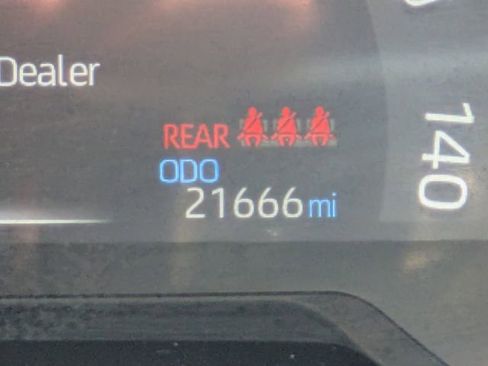 Dealer
REAR
ODO
21666 mi
140